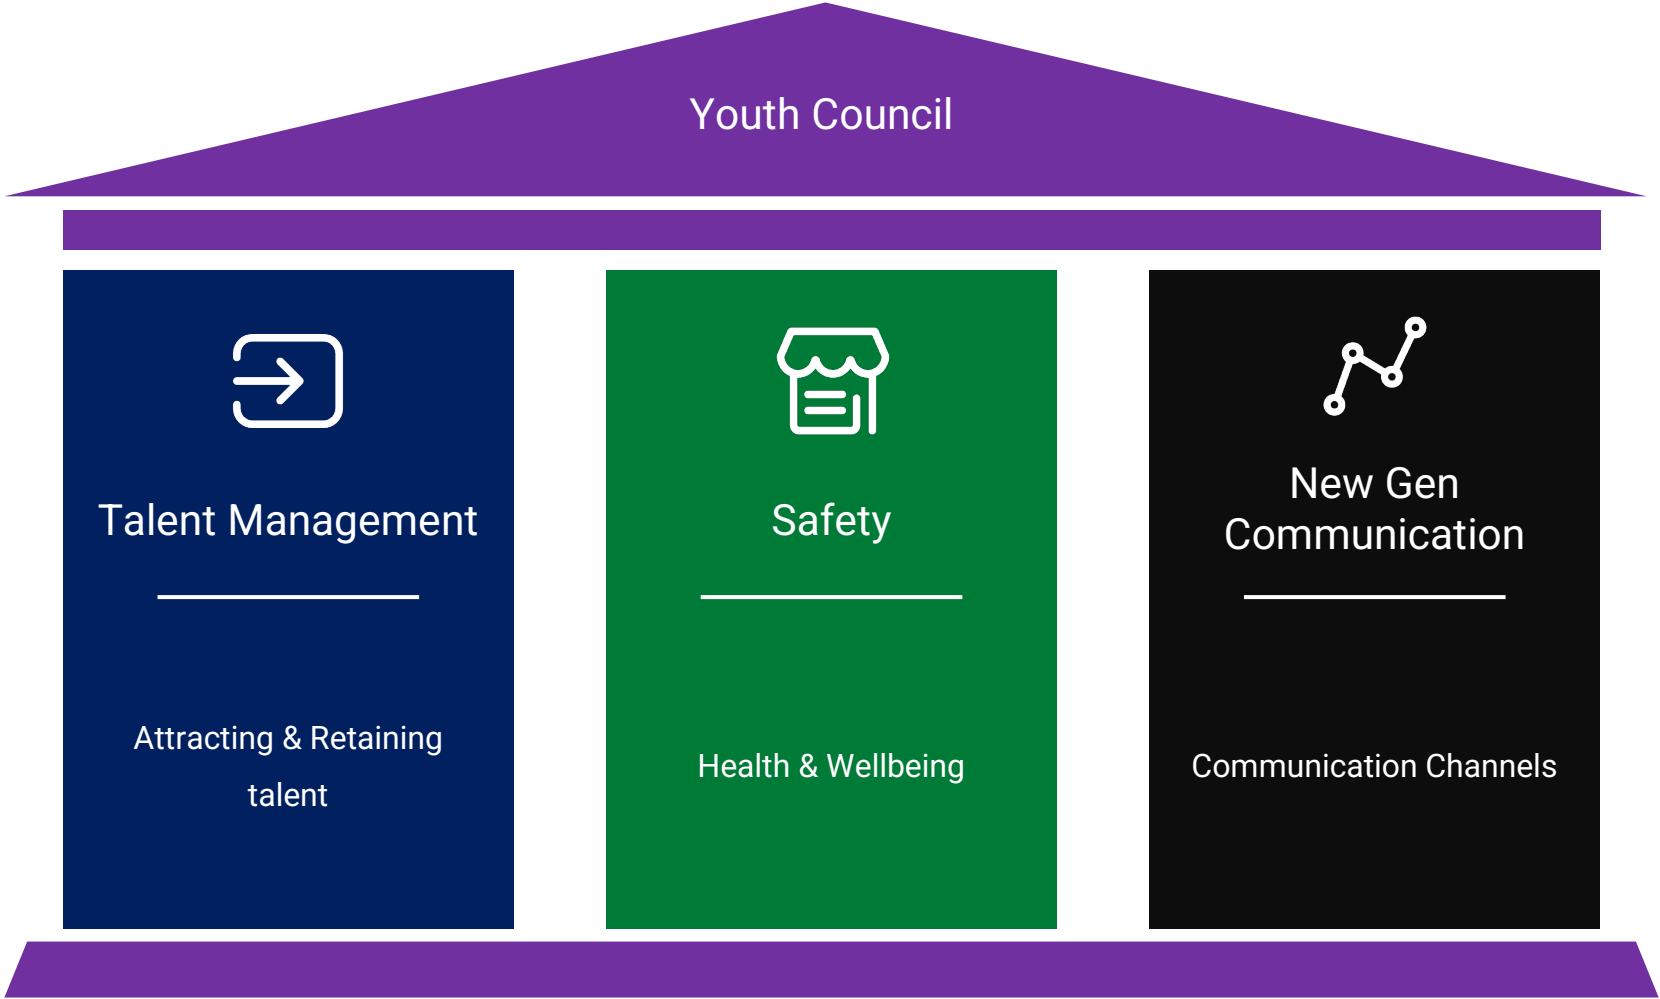 Youth Council
Talent Management
Attracting & Retaining
talent
Safety
Health & Wellbeing
New Gen
Communication
Communication Channels